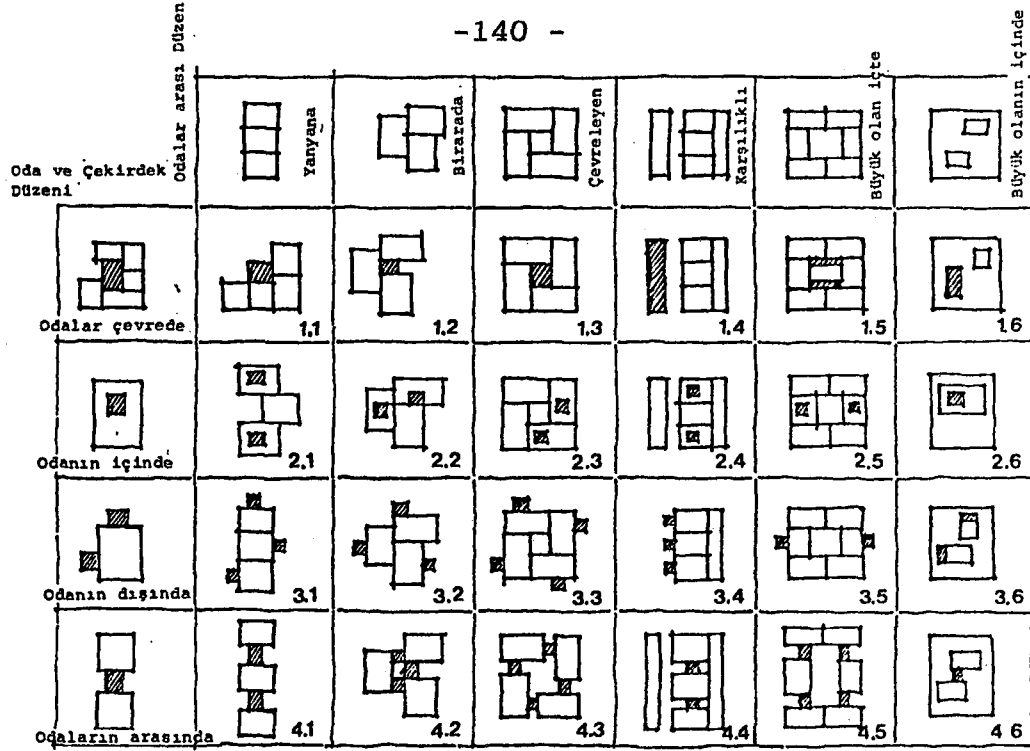 -140 -
Odalar arası Düzen
Yanyana
Birarada
Çevreleyen
Karşılıklı
Büyük olan içte
Büyük olanın içinde
Oda ve Çekirdek
Düzeni
Odalar çevrede
1.1
1.2
1.3
1.4
1.5
1.6
Odanın içinde
2.1
2.2
2.3
2.4
2.5
2.6
Odanın dışında
3.1
3.2
3.3
3.4
3.5
3.6
Odaların arasında
4.1
4.2
4.3
4.4
4.5
4 6